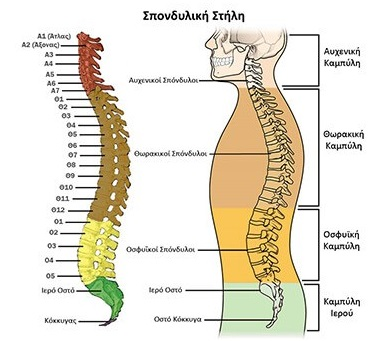 Σπονδυλική Στήλη
Α1 (Άτλας)
Α2 (Άξονας)
Α3
Α4
Α5
Α6
Α7
Θ1
Θ2
Θ3
Θ4
Θ5
Θ6
Θ7
Θ8
Θ9
Θ10
Θ11
Θ12
Ο1
Ο2
Ο3
Ο4
Ο5
Ιερό Οστό
Κόκκυγας
Αυχενικοί Σπόνδυλοι
Θωρακικοί Σπόνδυλοι
Οσφυϊκοί Σπόνδυλοι
Ιερό Οστό
Οστό Κόκκυγα
Αυχενική
Καμπύλη
Θωρακική
Καμπύλη
Οσφυϊκή
Καμπύλη
Καμπύλη
Ιερού